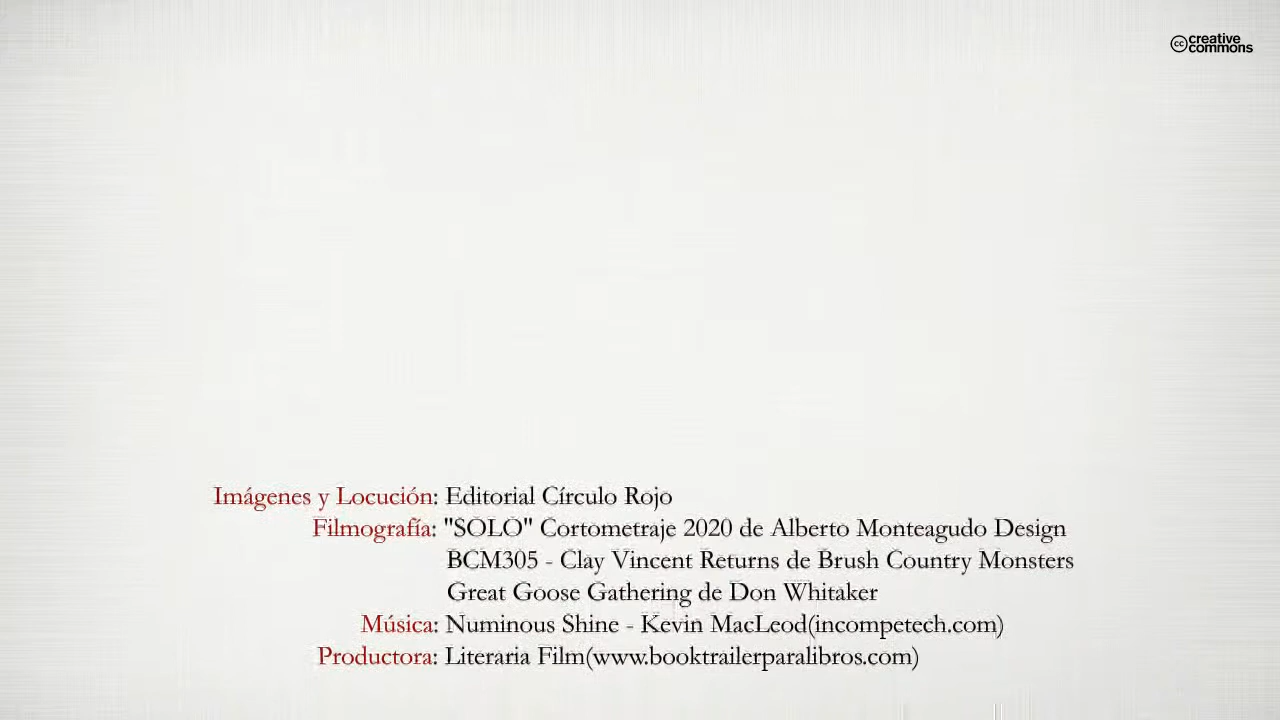 creative
commons
Imágenes y Locución: Editorial Círculo Rojo
Filmografía: "SOLO" Cortometraje 2020 de Alberto Monteagudo Design
BCM305 - Clay Vincent Returns de Brush Country Monsters
Great Goose Gathering de Don Whitaker
Música: Numinous Shine - Kevin MacLeod(incompetech.com)
Productora: Literaria Film(www.booktrailerparalibros.com)